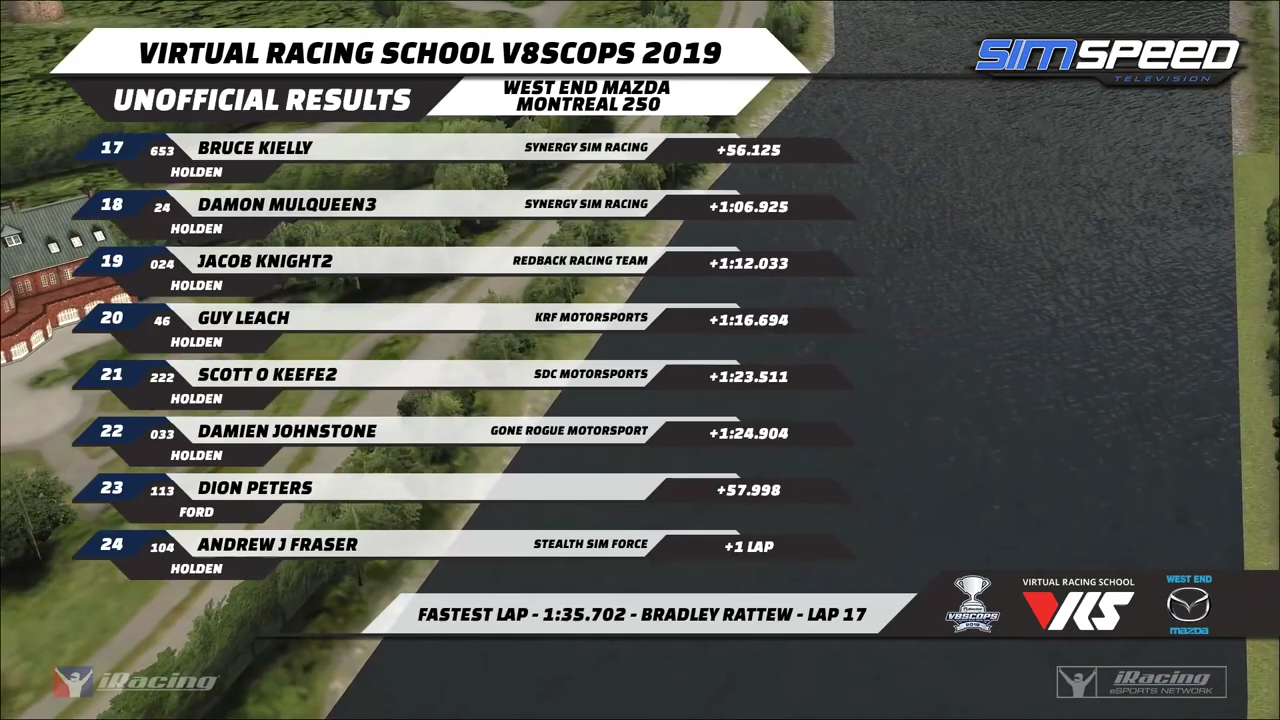 VIRTUAL RACING SCHOOL V8SCOPS 2019
SIMSPEED
TELEVISION
UNOFFICIAL RESULTS
WEST END MAZDA
MONTREAL 250
17 653 BRUCE KIELLY SYNERGY SIM RACING +56.125
HOLDEN
18 24 DAMON MULQUEEN3 SYNERGY SIM RACING +1:06.925
HOLDEN
19 024 JACOB KNIGHT2 REDBACK RACING TEAM +1:12.033
HOLDEN
20 46 GUY LEACH KRF MOTORSPORTS +1:16.694
HOLDEN
21 222 SCOTT O KEEFE2 SDC MOTORSPORTS +1:23.511
HOLDEN
22 033 DAMIEN JOHNSTONE GONE ROGUE MOTORSPORT +1:24.904
HOLDEN
23 113 DION PETERS +57.998
FORD
24 104 ANDREW J FRASER STEALTH SIM FORCE +1 LAP
HOLDEN
FASTEST LAP - 1:35.702 - BRADLEY RATTEW - LAP 17
V8SCOPS
2019
VIRTUAL RACING SCHOOL
VRS
WEST END
mazda
iRacing
iRacing
eSPORTS NETWORK